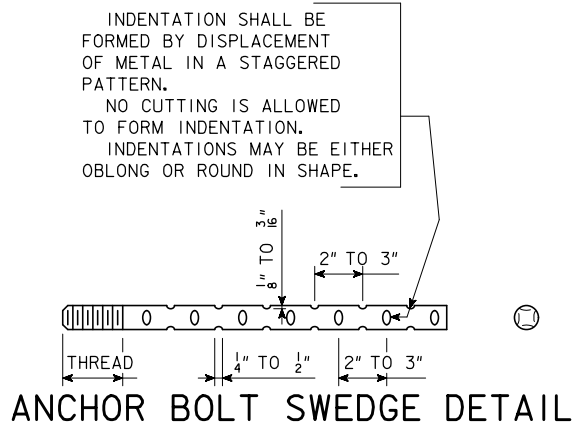 INDENTATION SHALL BE
FORMED BY DISPLACEMENT
OF METAL IN A STAGGERED
PATTERN.
NO CUTTING IS ALLOWED
TO FORM INDENTATION.
INDENTATIONS MAY BE EITHER
OBLONG OR ROUND IN SHAPE.
1/8" TO 3/16"
2" TO 3"
THREAD
1/4" TO 1/2"
2" TO 3"
ANCHOR BOLT SWEDGE DETAIL